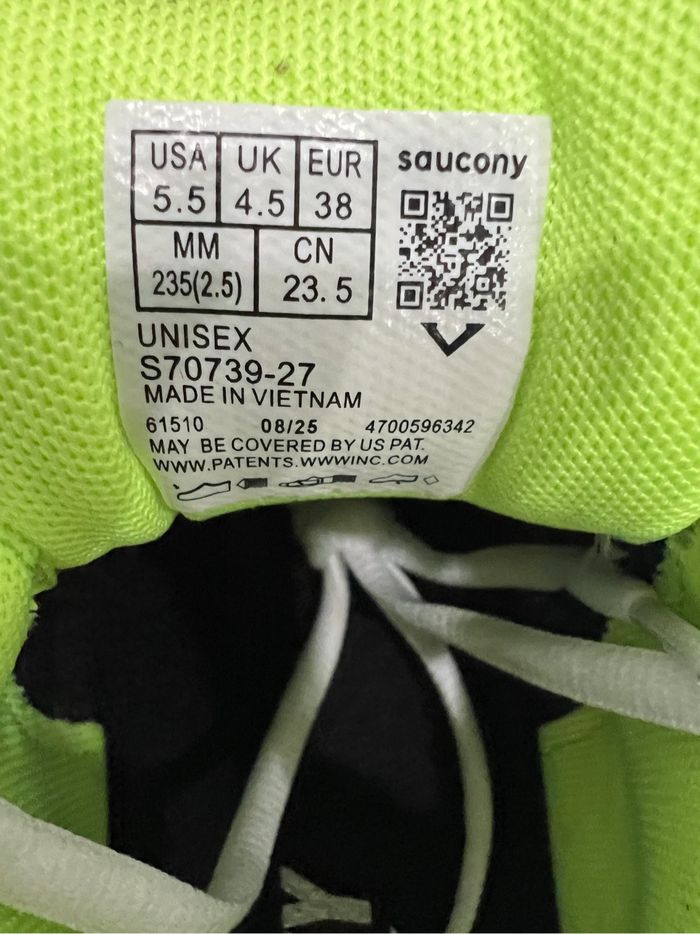 USA UK EUR
5.5 4.5 38
MM CN
235(2.5) 23.5
saucony
UNISEX
S70739-27
MADE IN VIETNAM
61510 08/25 4700596342
MAY BE COVERED BY US PAT.
WWW.PATENTS.WWWINC.COM
Y